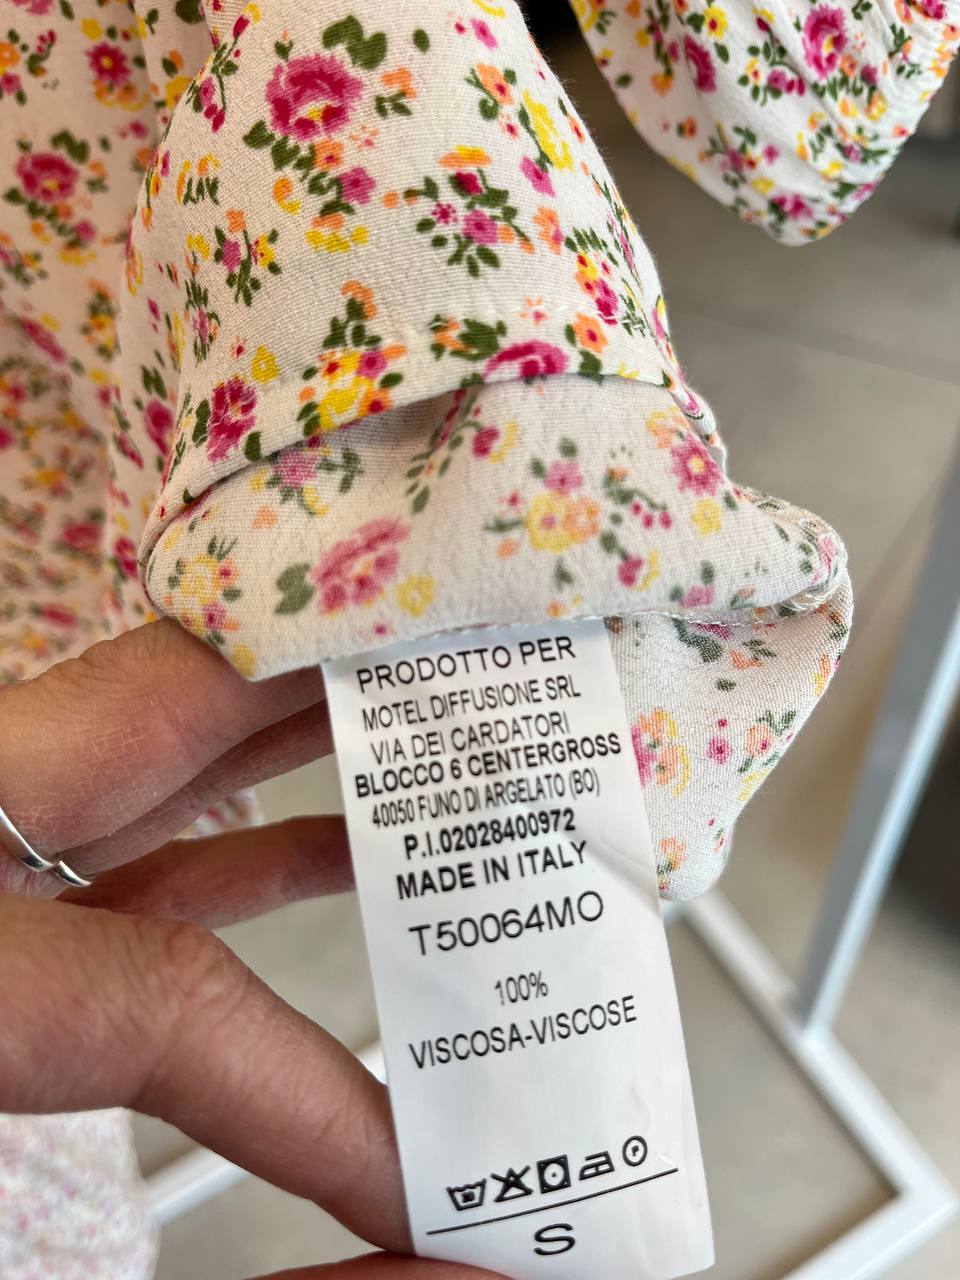 PRODOTTO PER
MOTEL DIFFUSIONE SRL
VIA DEI CARDATORI
BLOCCO 6 CENTERGROSS
40050 FUNO DI ARGELATO (BO)
P.I.02028400972
MADE IN ITALY
T50064MO
100%
VISCOSA-VISCOSE
P
S